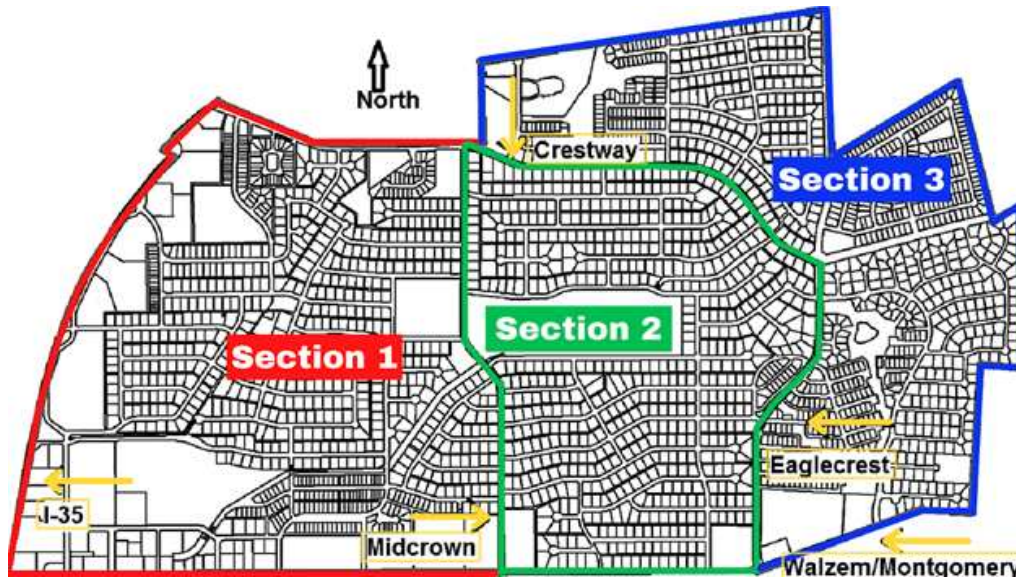 North
Crestway
Section 3
Section 2
Section 1
Eaglecrest
I-35
Midcrown
Walzem/Montgomery